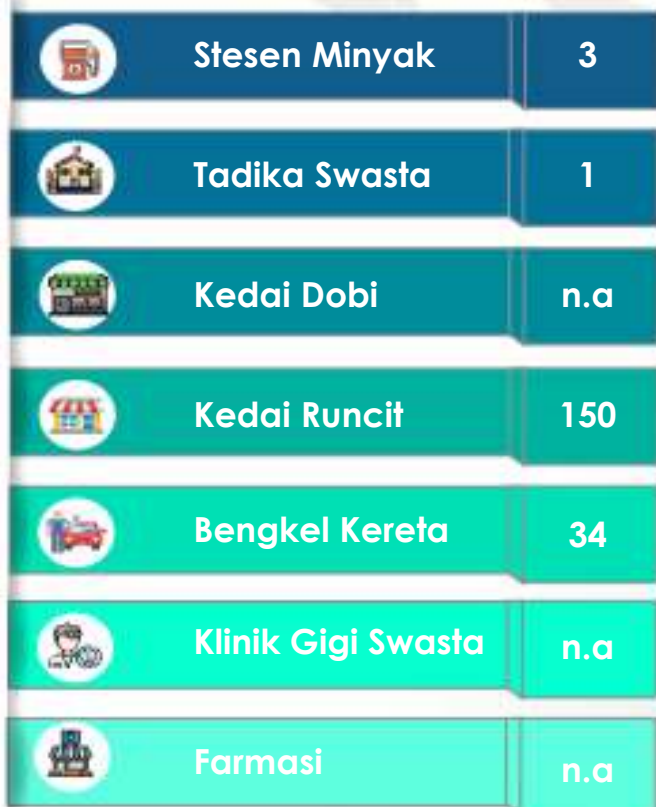 Stesen Minyak 3
Tadika Swasta 1
Kedai Dobi n.a
Kedai Runcit 150
Bengkel Kereta 34
Klinik Gigi Swasta n.a
Farmasi n.a